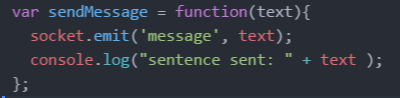 var sendMessage = function(text){
socket.emit('message', text);
console.log("sentence sent: " + text );
};